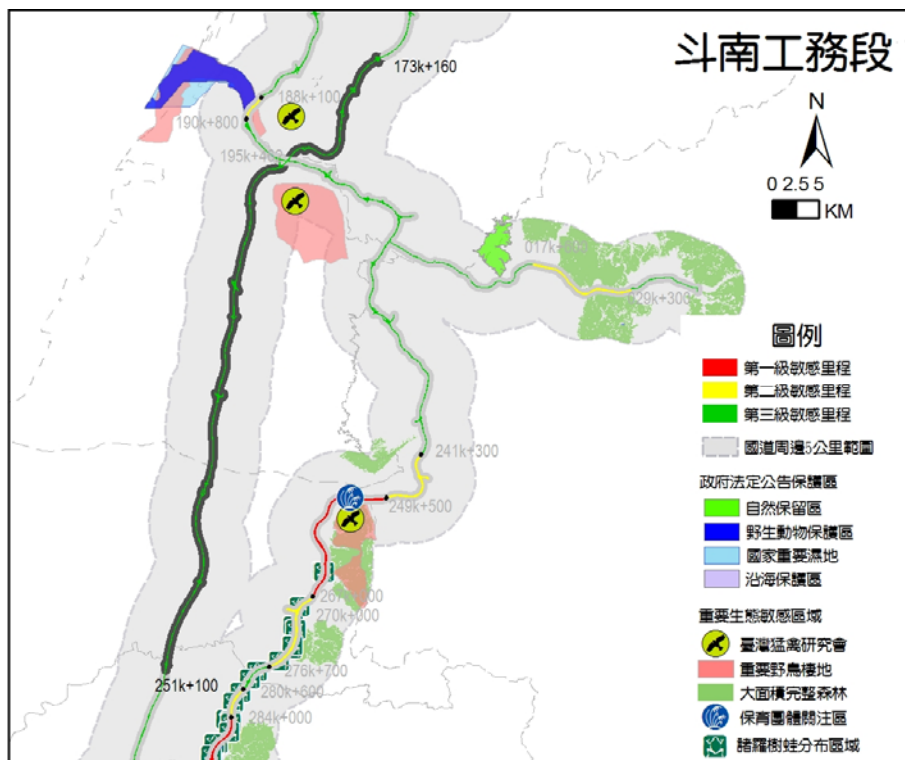 斗南工務段
N
0 2.5 5
KM
173k+160
188k+100
190k+800
241k+300
249k+500
270k+000
276k+700
280k+600
284k+000
251k+100
圖例
第一級敏感里程
第二級敏感里程
第三級敏感里程
國道周邊5公里範圍
政府法定公告保護區
自然保留區
野生動物保護區
國家重要濕地
沿海保護區
重要生態敏感區域
臺灣猛禽研究會
重要野鳥棲地
大面積完整森林
保育團體關注區
諸羅樹蛙分布區域